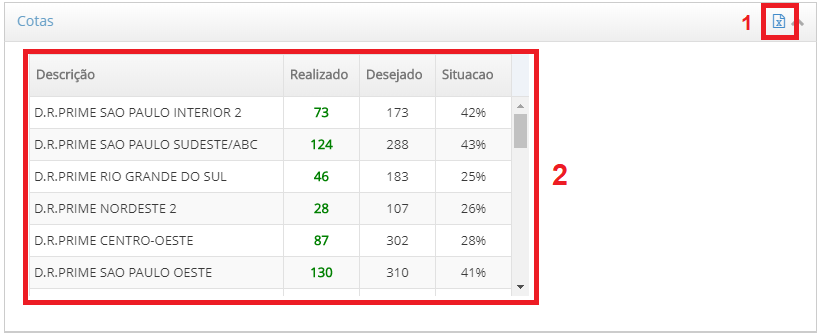 Cotas
1
Descrição Realizado Desejado Situacao
D.R.PRIME SAO PAULO INTERIOR 2 73 173 42%
D.R.PRIME SAO PAULO SUDESTE/ABC 124 288 43%
D.R.PRIME RIO GRANDE DO SUL 46 183 25%
2
D.R.PRIME NORDESTE 2 28 107 26%
D.R.PRIME CENTRO-OESTE 87 302 28%
D.R.PRIME SAO PAULO OESTE 130 310 41%